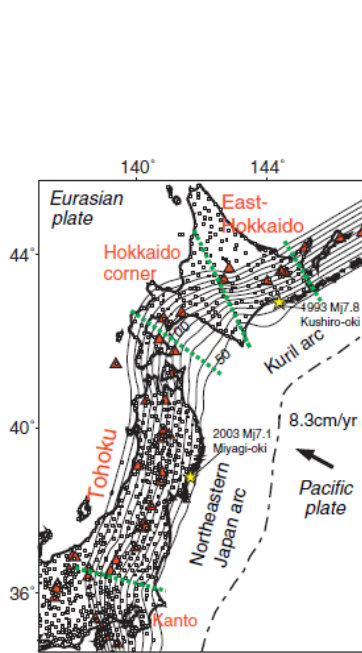 140° 144°
Eurasian
plate
East-
Hokkaido
44°
Hokkaido
corner
1993 Mj7.8
Kushiro-oki
100
50
Kuril arc
40°
2003 Mj7.1
Miyagi-oki
8.3cm/yr
Tohoku
Pacific
plate
Northeastern
Japan arc
36°
Kanto